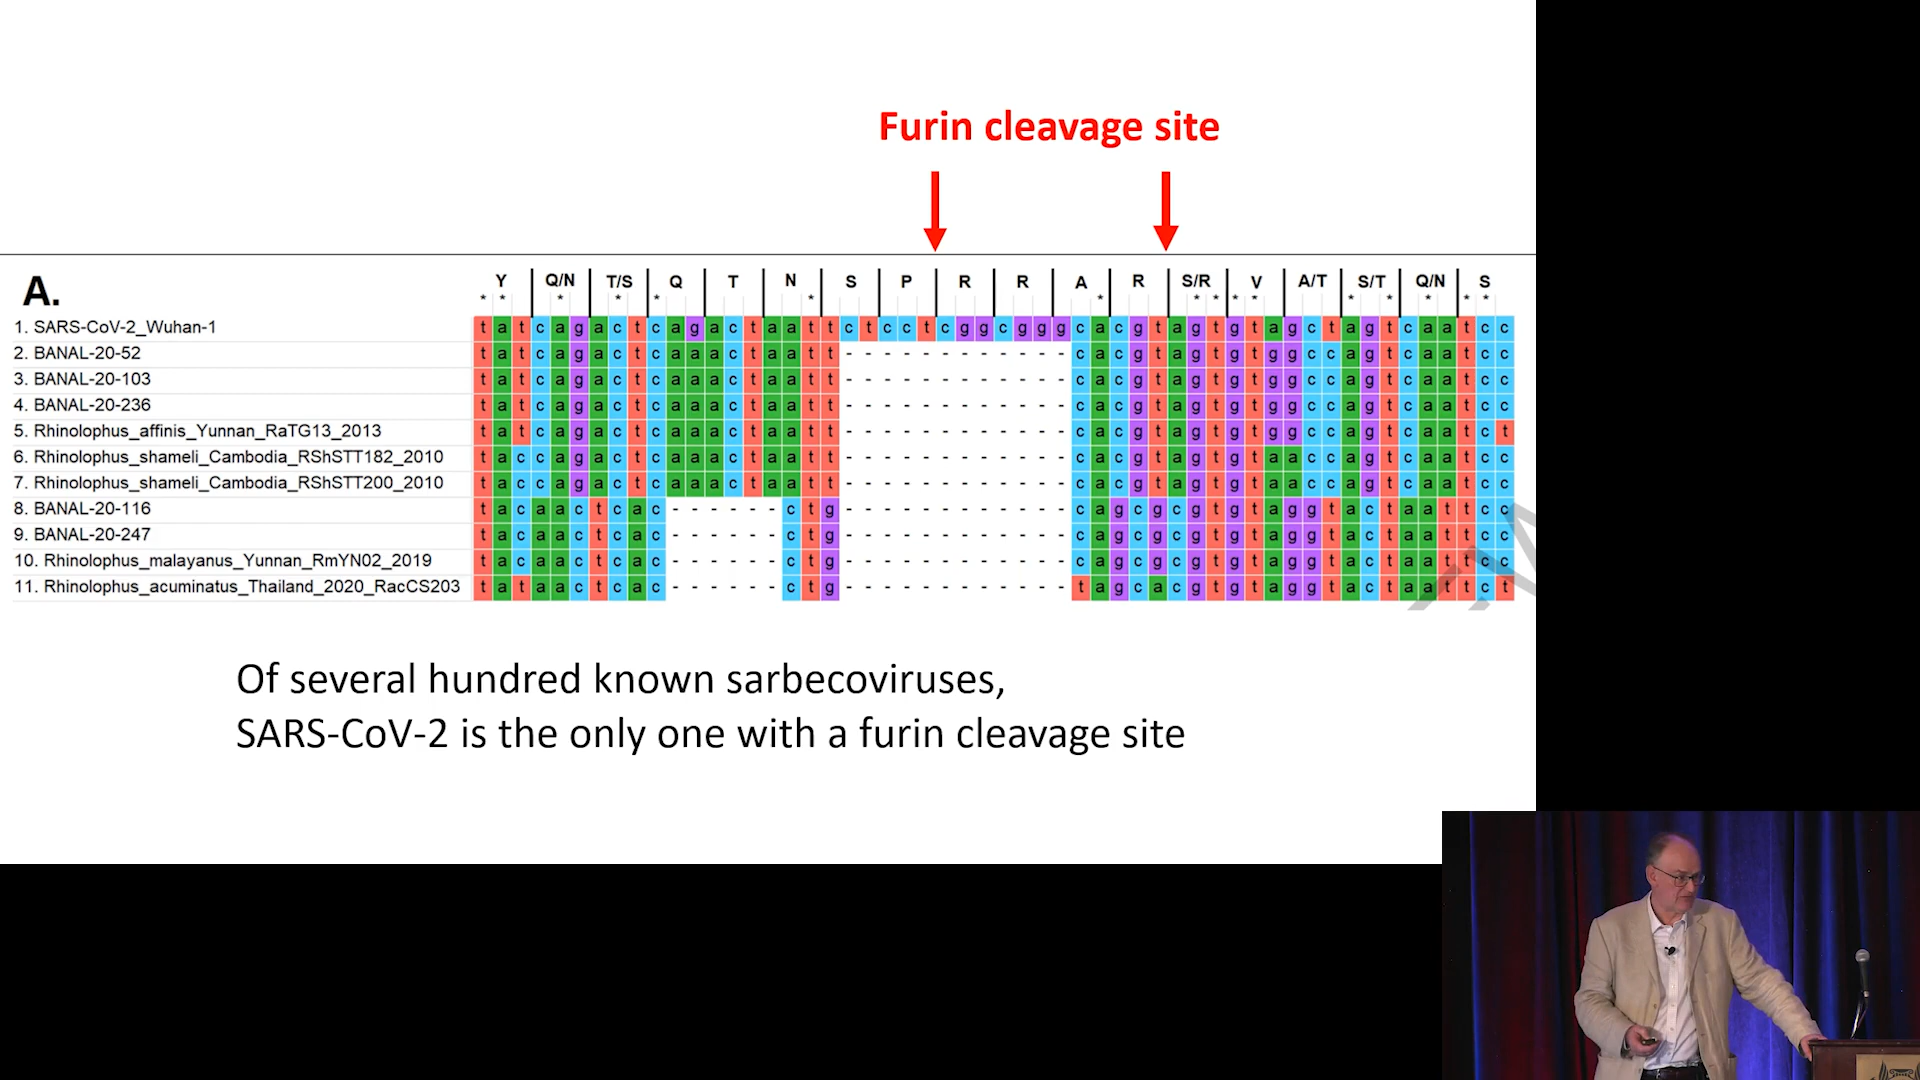 Furin cleavage site
A.
Y Q/N T/S Q T N S P R R A R S/R V A/T S/T Q/N S
* * * * * * * * * * * * * * * *
1. SARS-CoV-2_Wuhan-1 t a t c a g a c t c a g a c t a a t t c t c c t c g g c g g g c a c g t a g t g t a g c t a g t c a a t c c
2. BANAL-20-52 t a t c a g a c t c a a a c t a a t t - - - - - - - - - - - - c a c g t a g t g t g g c c a g t c a a t c c
3. BANAL-20-103 t a t c a g a c t c a a a c t a a t t - - - - - - - - - - - - c a c g t a g t g t g g c c a g t c a a t c c
4. BANAL-20-236 t a t c a g a c t c a a a c t a a t t - - - - - - - - - - - - c a c g t a g t g t g g c c a g t c a a t c c
5. Rhinolophus_affinis_Yunnan_RaTG13_2013 t a t c a g a c t c a a a c t a a t t - - - - - - - - - - - - c a c g t a g t g t g g c c a g t c a a t c t
6. Rhinolophus_shameli_Cambodia_RShSTT182_2010 t a c c a g a c t c a a a c t a a t t - - - - - - - - - - - - c a c g t a g t g t a a c c a g t c a a t c c
7. Rhinolophus_shameli_Cambodia_RShSTT200_2010 t a c c a g a c t c a a a c t a a t t - - - - - - - - - - - - c a c g t a g t g t a a c c a g t c a a t c c
8. BANAL-20-116 t a c a a c t c a c - - - - - - c t g - - - - - - - - - - - - c a g c g c g t g t a g g t a c t a a t t c c
9. BANAL-20-247 t a c a a c t c a c - - - - - - c t g - - - - - - - - - - - - c a g c g c g t g t a g g t a c t a a t t c c
10. Rhinolophus_malayanus_Yunnan_RmYN02_2019 t a c a a c t c a c - - - - - - c t g - - - - - - - - - - - - c a g c g c g t g t a g g t a c t a a t t c c
11. Rhinolophus_acuminatus_Thailand_2020_RacCS203 t a t a a c t c a c - - - - - - c t g - - - - - - - - - - - - t a g c a c g t g t a g g t a c t a a t t c t
Of several hundred known sarbecoviruses,
SARS-CoV-2 is the only one with a furin cleavage site